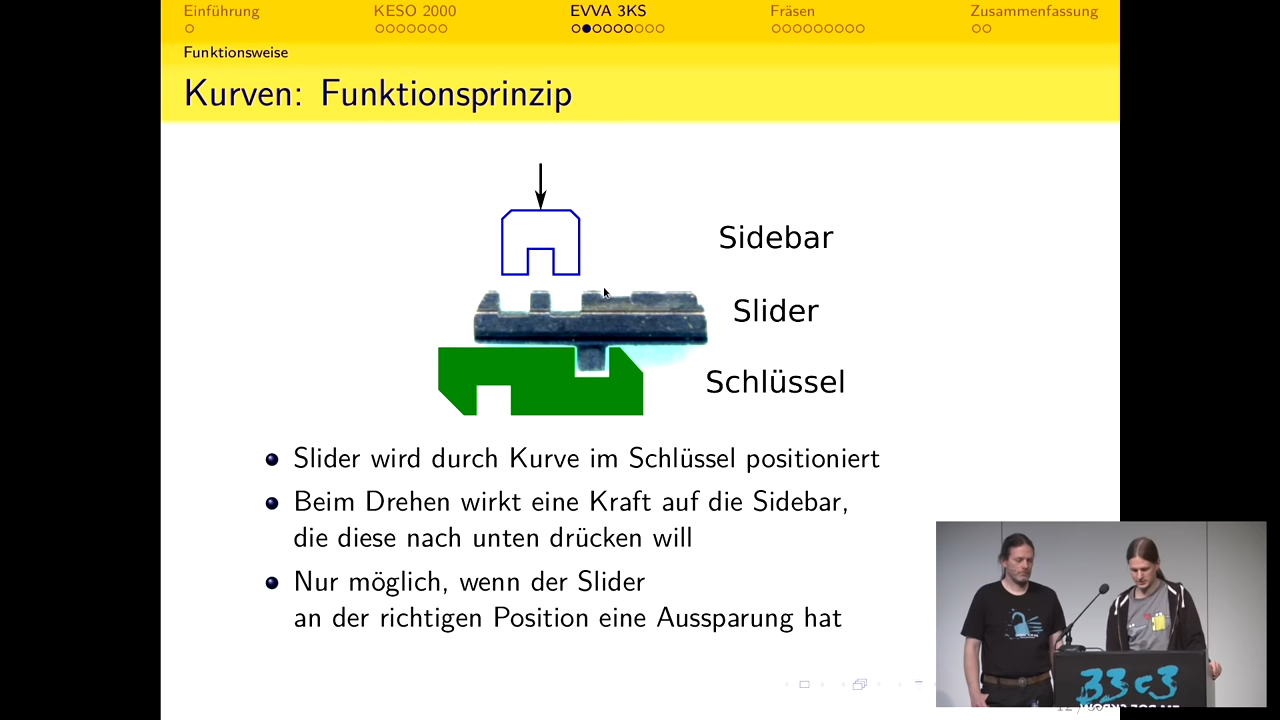 Einführung KESO 2000 EVVA 3KS Fräsen Zusammenfassung
Funktionsweise
Kurven: Funktionsprinzip
Sidebar
Slider
Schlüssel
Slider wird durch Kurve im Schlüssel positioniert
Beim Drehen wirkt eine Kraft auf die Sidebar,
die diese nach unten drücken will
Nur möglich, wenn der Slider
an der richtigen Position eine Aussparung hat
33c3